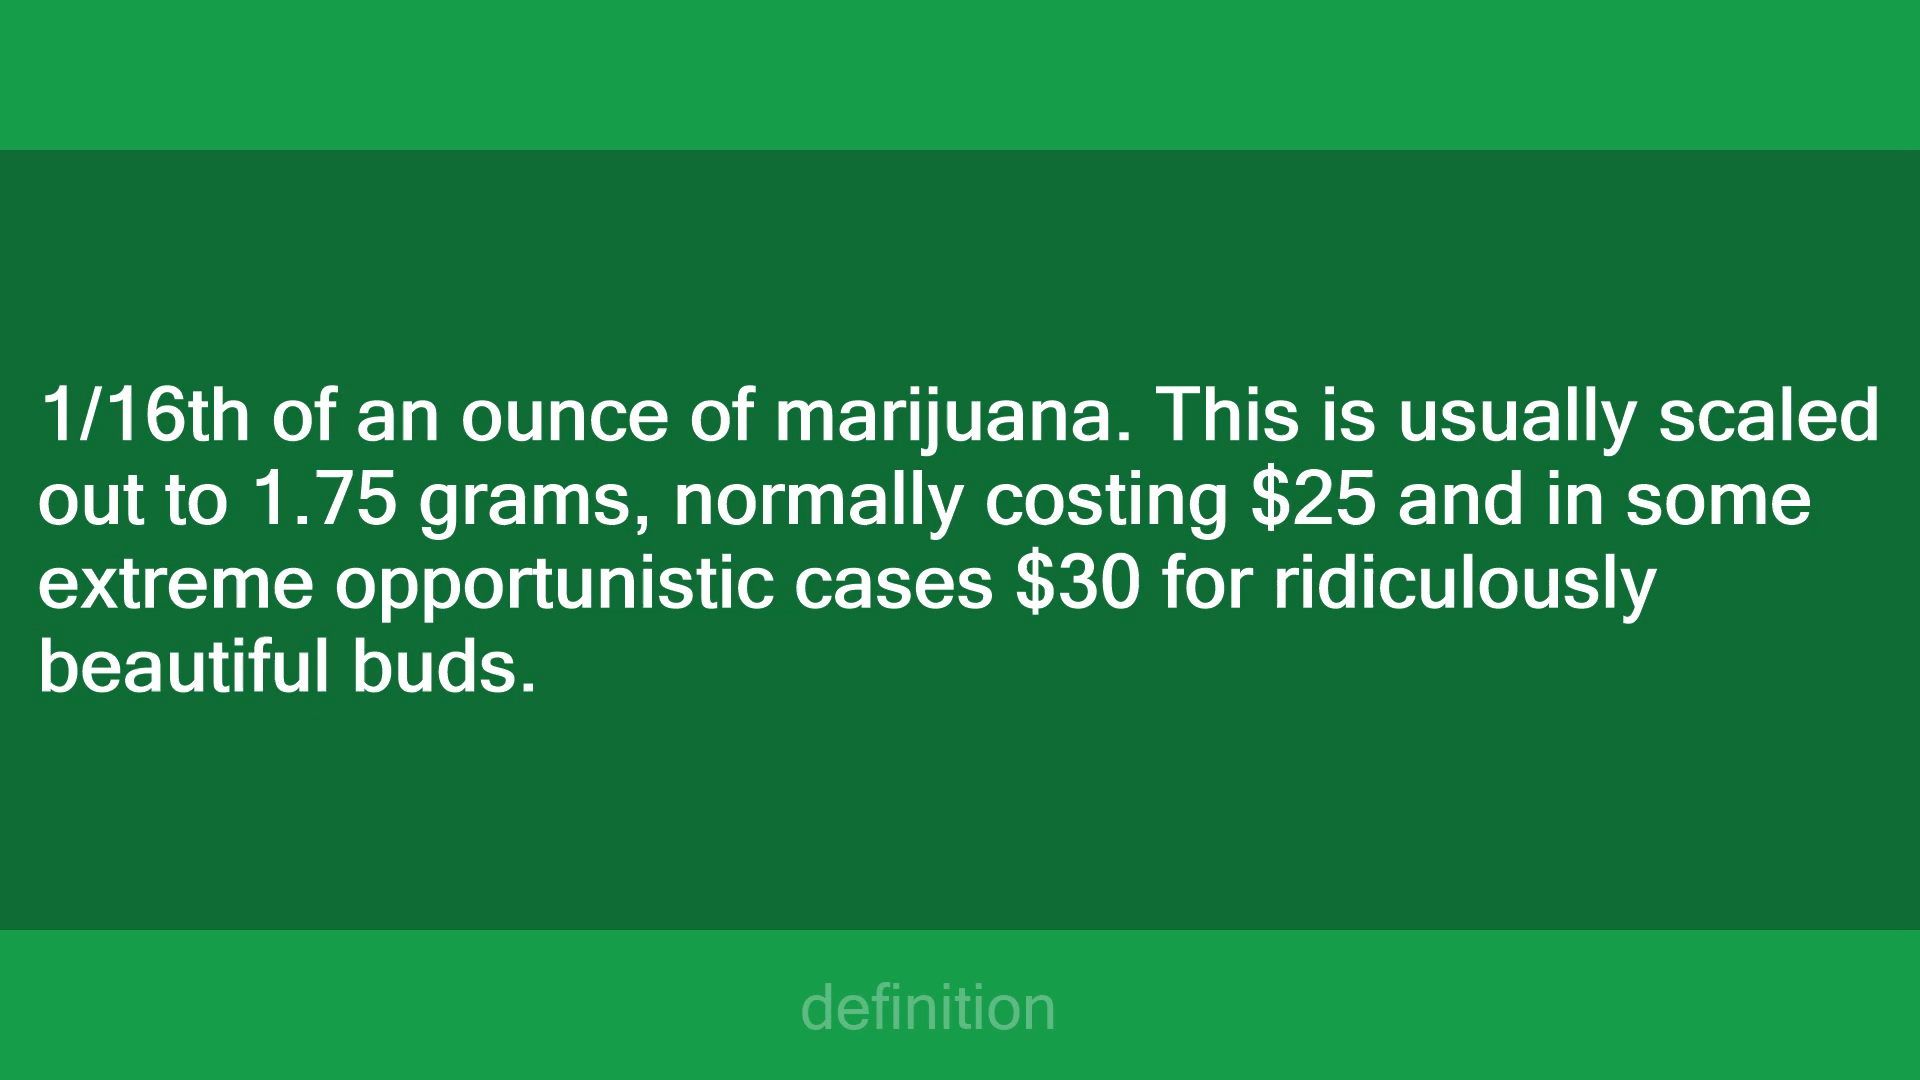 1/16th of an ounce of marijuana. This is usually scaled
out to 1.75 grams, normally costing $25 and in some
extreme opportunistic cases $30 for ridiculously
beautiful buds.
definition